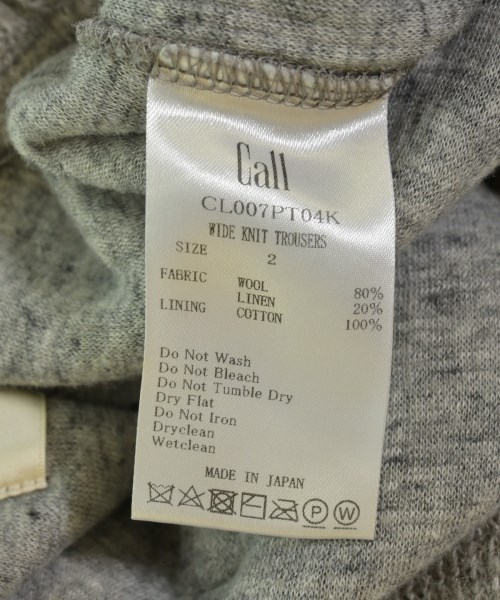 Call
CL007PT04K
WIDE KNIT TROUSERS
SIZE 2
FABRIC WOOL 80%
LINEN 20%
LINING COTTON 100%
Do Not Wash
Do Not Bleach
Do Not Tumble Dry
Dry Flat
Do Not Iron
Dryclean
Wetclean
MADE IN JAPAN
P W